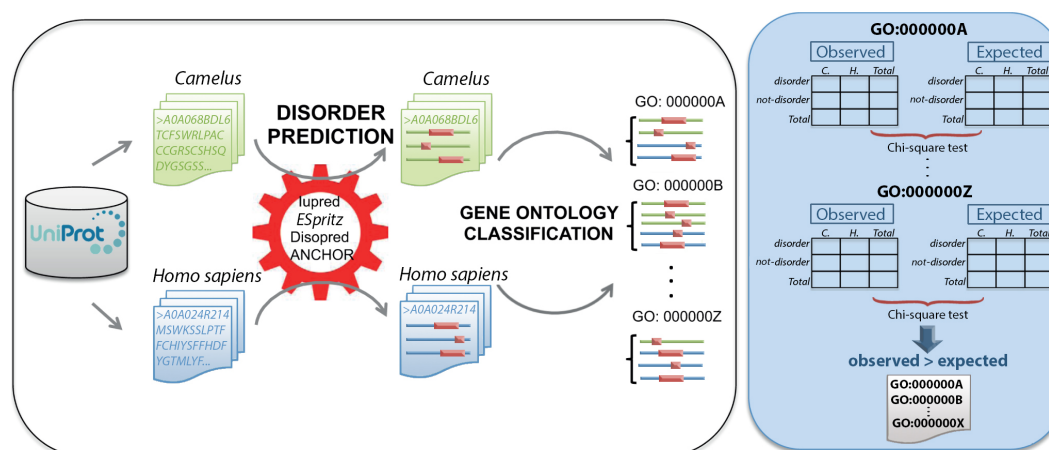 UniProt
Camelus
>A0A068BDL6
TCFSWRLPAC
CCGRSCSHSQ
DYGSGSS...
Homo sapiens
>A0A024R214
MSWKSSLPTF
FCHIYSFFHDF
YGTMLYF...
DISORDER
PREDICTION
Iupred
ESpritz
Disopred
ANCHOR
Camelus
>A0A068BDL6
Homo sapiens
>A0A024R214
GENE ONTOLOGY
CLASSIFICATION
GO: 000000A
GO: 000000B
GO: 000000Z
GO:000000A
Observed
C. H. Total
disorder
not-disorder
Total
Expected
C. H. Total
disorder
not-disorder
Total
Chi-square test
GO:000000Z
Observed
C. H. Total
disorder
not-disorder
Total
Expected
C. H. Total
disorder
not-disorder
Total
Chi-square test
observed > expected
GO:000000A
GO:000000B
GO:000000X